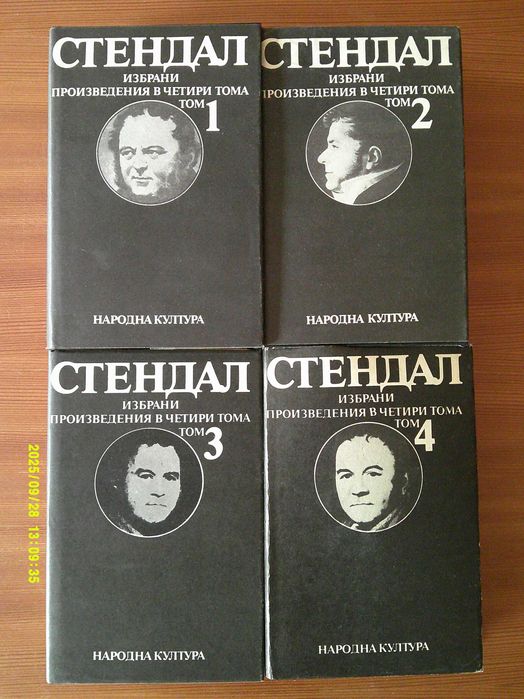 СТЕНДАЛ
ИЗБРАНИ
ПРОИЗВЕДЕНИЯ В ЧЕТИРИ ТОМА
ТОМ 1
НАРОДНА КУЛТУРА
СТЕНДАЛ
ИЗБРАНИ
ПРОИЗВЕДЕНИЯ В ЧЕТИРИ ТОМА
ТОМ 2
НАРОДНА КУЛТУРА
СТЕНДАЛ
ИЗБРАНИ
ПРОИЗВЕДЕНИЯ В ЧЕТИРИ ТОМА
ТОМ 3
НАРОДНА КУЛТУРА
СТЕНДАЛ
ИЗБРАНИ
ПРОИЗВЕДЕНИЯ В ЧЕТИРИ ТОМА
ТОМ 4
НАРОДНА КУЛТУРА
2025/09/28 13:09:35